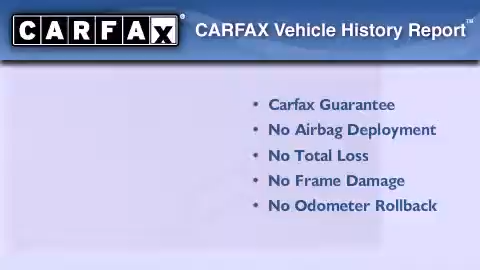 CARFAX® CARFAX Vehicle History Report™
• Carfax Guarantee
• No Airbag Deployment
• No Total Loss
• No Frame Damage
• No Odometer Rollback